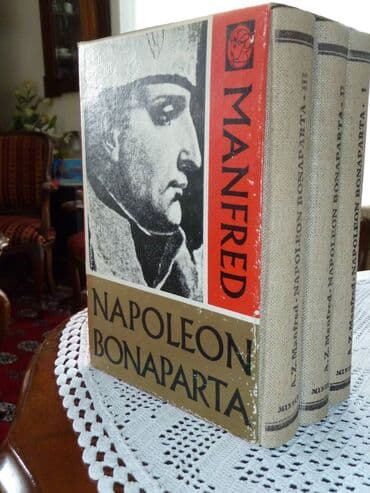 MANFRED
NAPOLEON
BONAPARTA
A. Z. Manfred - NAPOLEON BONAPARTA - III
A. Z. Manfred - NAPOLEON BONAPARTA - II
A. Z. Manfred - NAPOLEON BONAPARTA - I